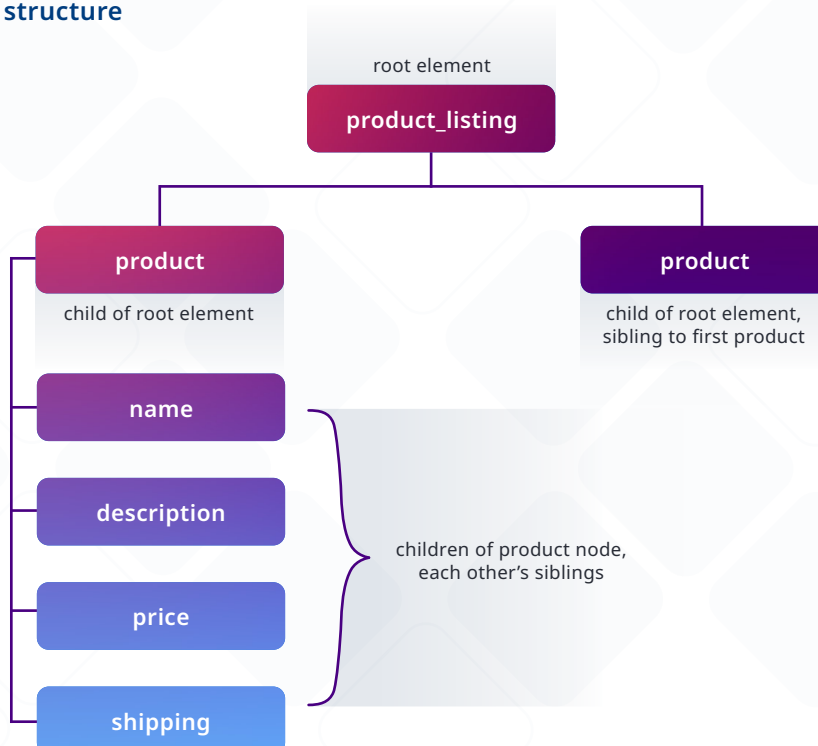 structure
root element
product_listing
product
product
child of root element
child of root element,
sibling to first product
name
description
children of product node,
each other’s siblings
price
shipping